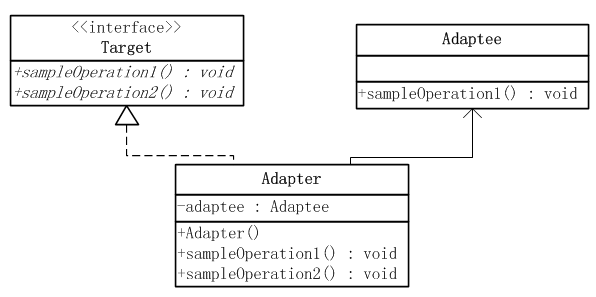 <<interface>>
Target
+sampleOperation1() : void
+sampleOperation2() : void
Adaptee
+sampleOperation1() : void
Adapter
-adaptee : Adaptee
+Adapter()
+sampleOperation1() : void
+sampleOperation2() : void